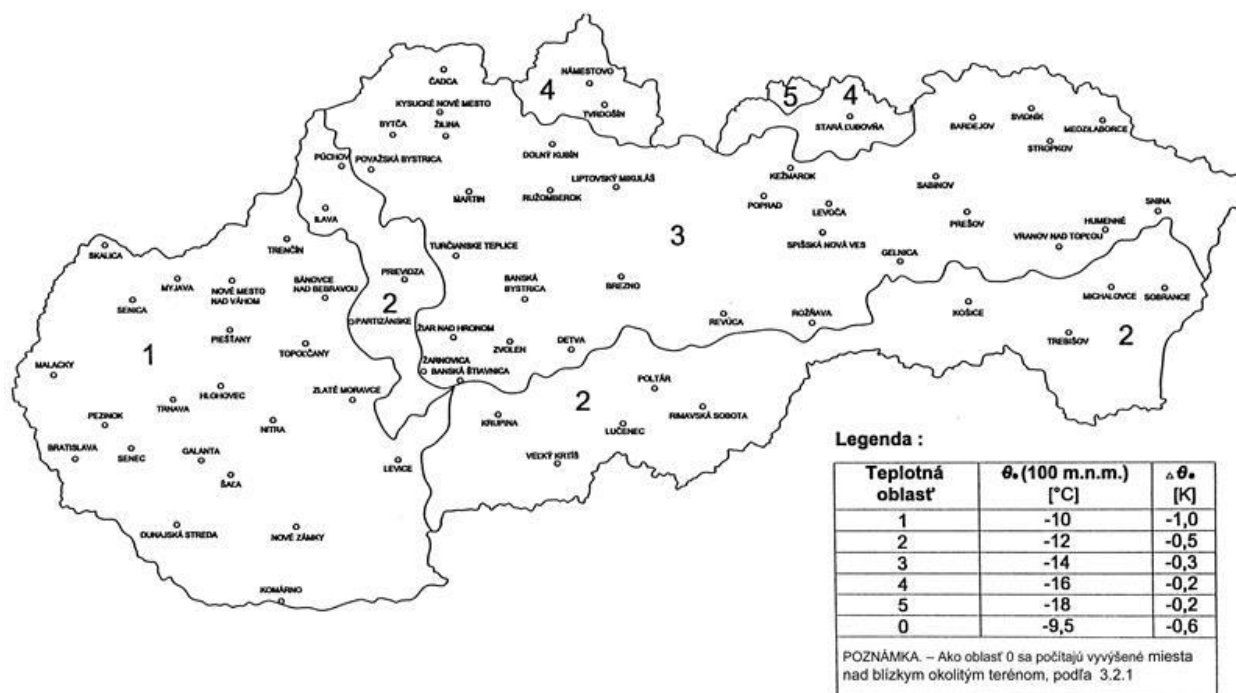 ČADCA
4
NÁMESTOVO
TVRDOŠÍN
KYSUCKÉ NOVÉ MESTO
BYTČA
ŽILINA
5
4
STARÁ ĽUBOVŇA
BARDEJOV
SVIDNÍK
MEDZILABORCE
STROPKOV
PÚCHOV
POVAŽSKÁ BYSTRICA
DOLNÝ KUBÍN
LIPTOVSKÝ MIKULÁŠ
MARTIN
RUŽOMBEROK
KEŽMAROK
POPRAD
LEVOČA
SABINOV
PREŠOV
SNINA
HUMENNÉ
VRANOV NAD TOPĽOU
ILAVA
TRENČÍN
SKALICA
MYJAVA
NOVÉ MESTO
NAD VÁHOM
BÁNOVCE
NAD BEBRAVOU
SENICA
TURČIANSKE TEPLICE
3
SPIŠSKÁ NOVÁ VES
GELNICA
PRIEVIDZA
2
PARTIZÁNSKE
BANSKÁ
BYSTRICA
BREZNO
REVÚCA
ROŽŇAVA
KOŠICE
MICHALOVCE
SOBRANCE
TREBIŠOV
2
1
PIEŠŤANY
TOPOĽČANY
ŽIAR NAD HRONOM
ZVOLEN
DETVA
ŽARNOVICA
BANSKÁ ŠTIAVNICA
MALACKY
HLOHOVEC
ZLATÉ MORAVCE
POLTÁR
RIMAVSKÁ SOBOTA
2
KRUPINA
LUČENEC
VEĽKÝ KRTÍŠ
PEZINOK
TRNAVA
NITRA
BRATISLAVA
SENEC
GALANTA
ŠAĽA
LEVICE
DUNAJSKÁ STREDA
NOVÉ ZÁMKY
KOMÁRNO
Legenda :
Teplotná oblasť θe (100 m.n.m.) [°C] Δθe [K]
1 -10 -1,0
2 -12 -0,5
3 -14 -0,3
4 -16 -0,2
5 -18 -0,2
0 -9,5 -0,6
POZNÁMKA. – Ako oblasť 0 sa počítajú vyvýšené miesta
nad blízkym okolitým terénom, podľa 3.2.1